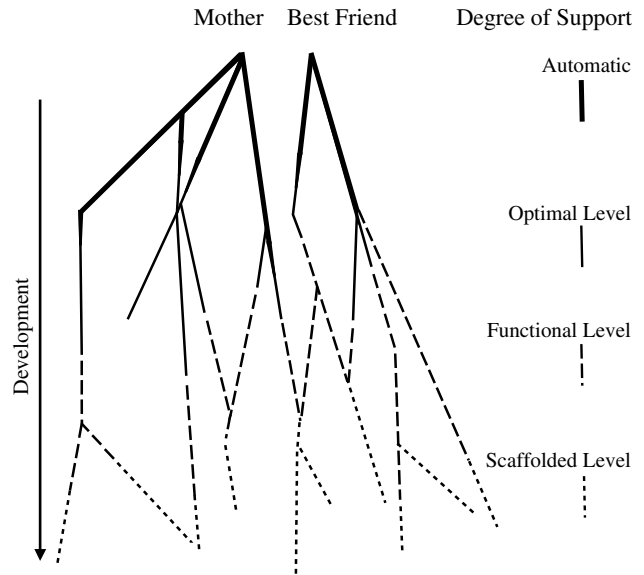 Mother
Best Friend
Degree of Support
Automatic
Optimal Level
Functional Level
Scaffolded Level
Development